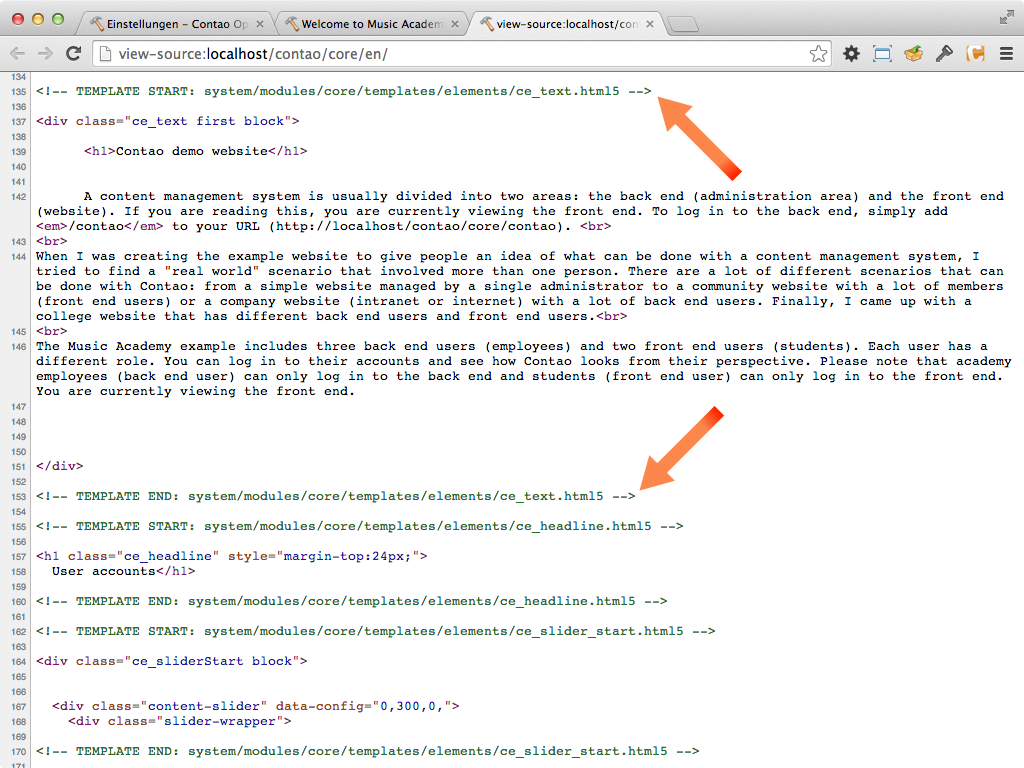 Einstellungen – Contao Op
Welcome to Music Academ
view-source:localhost/con
view-source:localhost/contao/core/en/
134
135 <!-- TEMPLATE START: system/modules/core/templates/elements/ce_text.html5 -->
136
137 <div class="ce_text first block">
138
139 <h1>Contao demo website</h1>
140
141
142 A content management system is usually divided into two areas: the back end (administration area) and the front end
(website). If you are reading this, you are currently viewing the front end. To log in to the back end, simply add
<em>/contao</em> to your URL (http://localhost/contao/core/contao). <br>
143 <br>
144 When I was creating the example website to give people an idea of what can be done with a content management system, I
tried to find a "real world" scenario that involved more than one person. There are a lot of different scenarios that can
be done with Contao: from a simple website managed by a single administrator to a community website with a lot of members
(front end users) or a company website (intranet or internet) with a lot of back end users. Finally, I came up with a
college website that has different back end users and front end users.<br>
145 <br>
146 The Music Academy example includes three back end users (employees) and two front end users (students). Each user has a
different role. You can log in to their accounts and see how Contao looks from their perspective. Please note that academy
employees (back end user) can only log in to the back end and students (front end user) can only log in to the front end.
You are currently viewing the front end.
147
148
149
150
151 </div>
152
153 <!-- TEMPLATE END: system/modules/core/templates/elements/ce_text.html5 -->
154
155 <!-- TEMPLATE START: system/modules/core/templates/elements/ce_headline.html5 -->
156
157 <h1 class="ce_headline" style="margin-top:24px;">
158 User accounts</h1>
159
160 <!-- TEMPLATE END: system/modules/core/templates/elements/ce_headline.html5 -->
161
162 <!-- TEMPLATE START: system/modules/core/templates/elements/ce_slider_start.html5 -->
163
164 <div class="ce_sliderStart block">
165
166
167 <div class="content-slider" data-config="0,300,0,">
168 <div class="slider-wrapper">
169
170 <!-- TEMPLATE END: system/modules/core/templates/elements/ce_slider_start.html5 -->
171